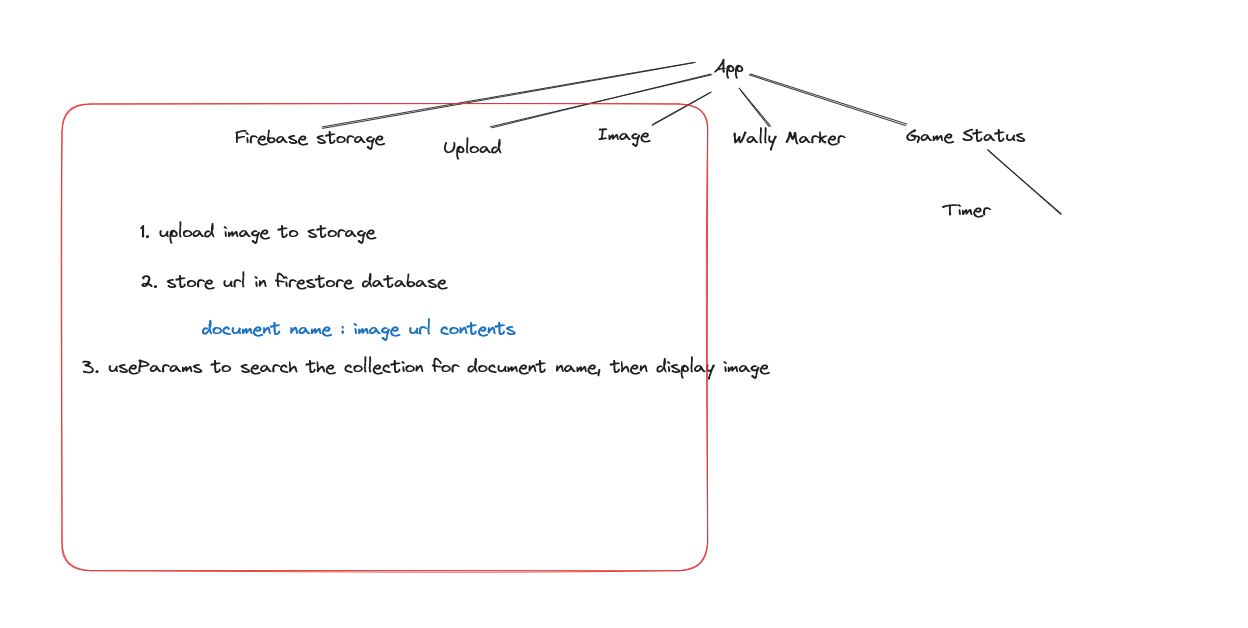 App
Firebase storage
Upload
Image
Wally Marker
Game Status
Timer
1. upload image to storage
2. store url in firestore database
document name : image url contents
3. useParams to search the collection for document name, then display image